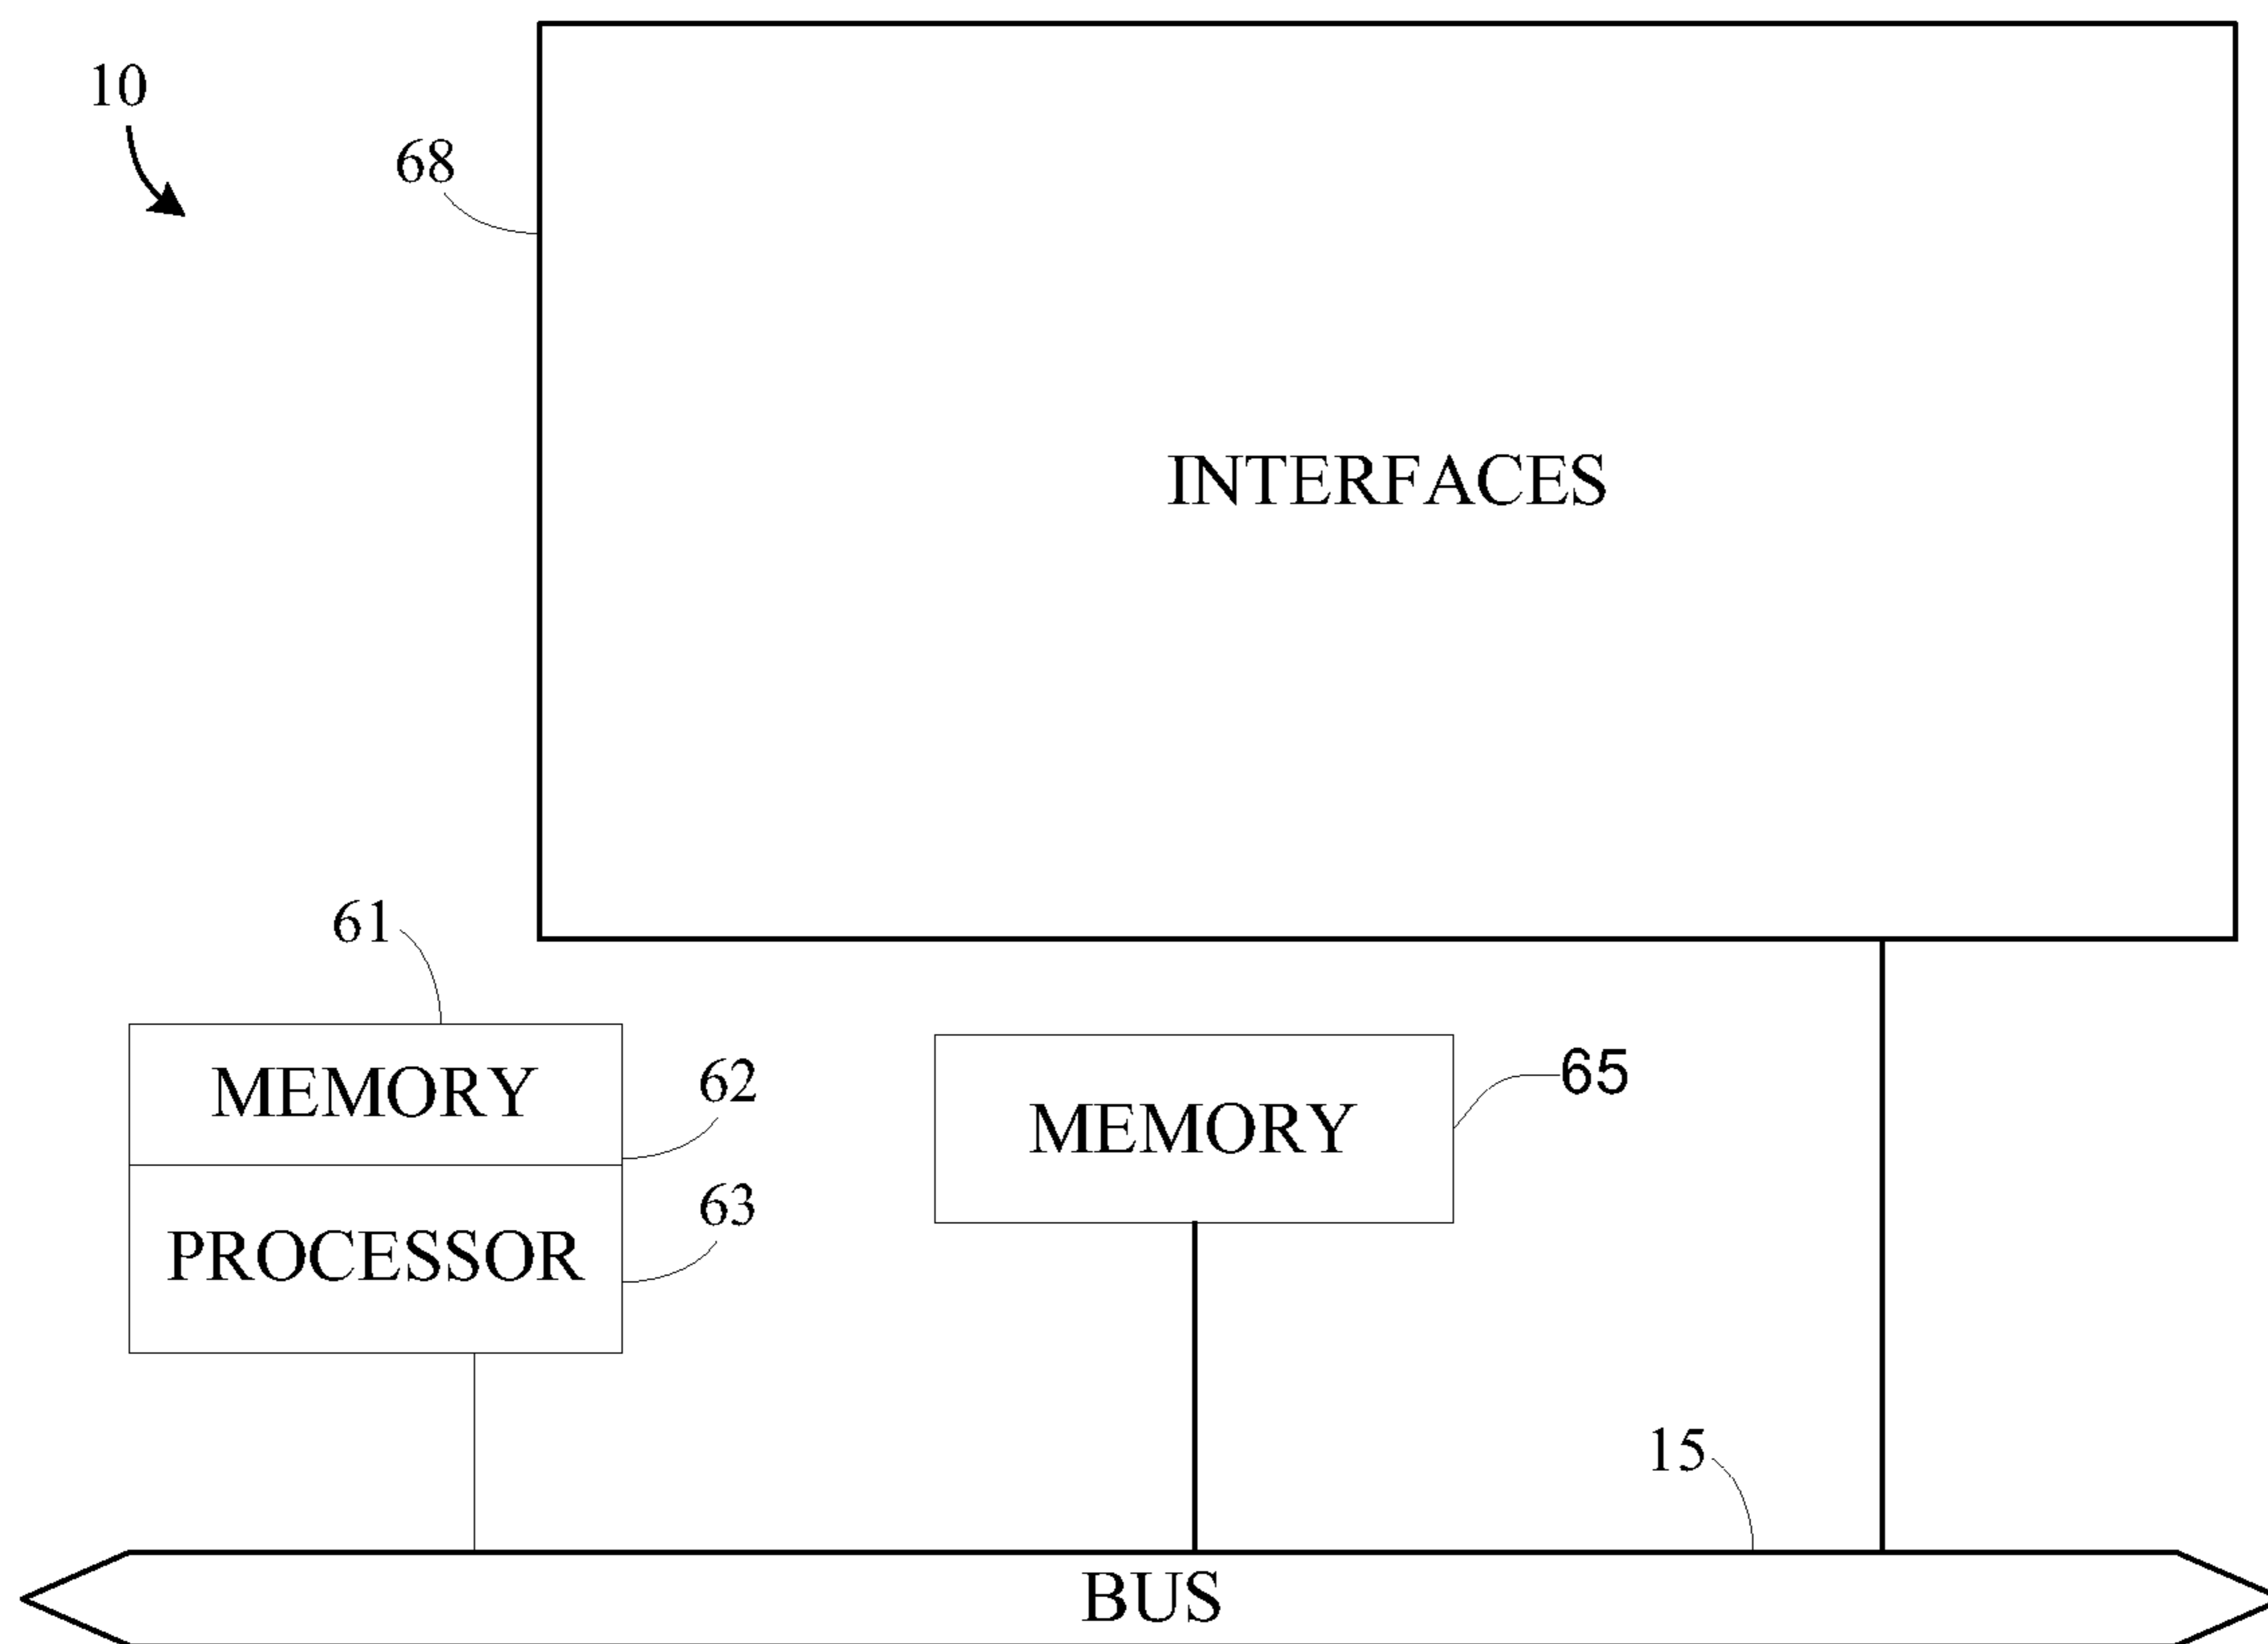 10
68
INTERFACES
61
MEMORY
62
MEMORY
65
63
PROCESSOR
15
BUS